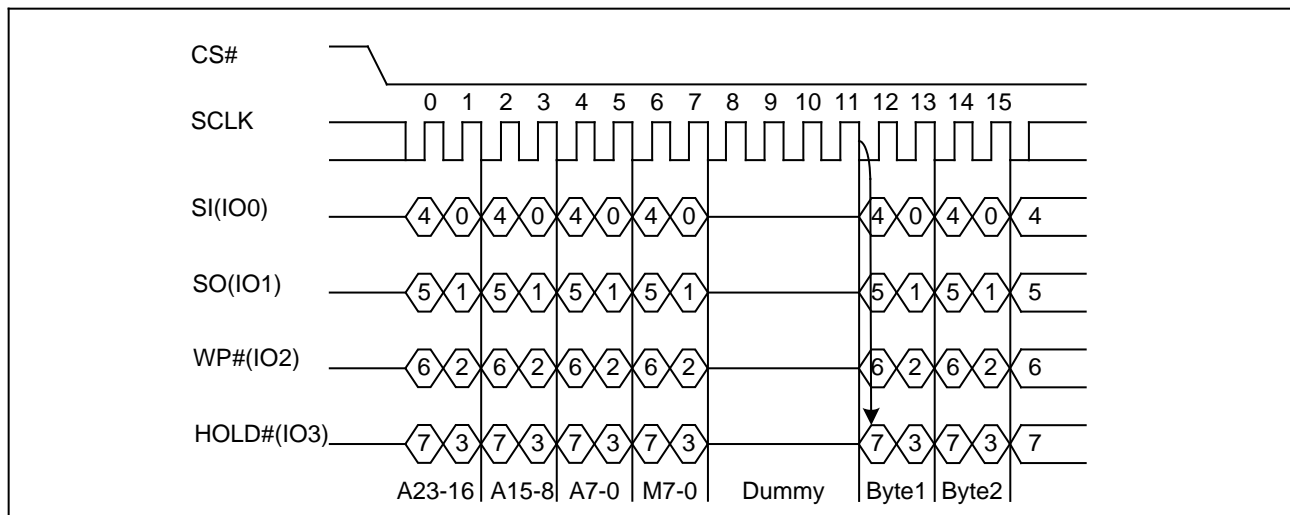 CS#
0 1 2 3 4 5 6 7 8 9 10 11 12 13 14 15
SCLK
SI(IO0) 4 0 4 0 4 0 4 0 4 0 4 0 4
SO(IO1) 5 1 5 1 5 1 5 1 5 1 5 1 5
WP#(IO2) 6 2 6 2 6 2 6 2 6 2 6 2 6
HOLD#(IO3) 7 3 7 3 7 3 7 3 7 3 7 3 7
A23-16 A15-8 A7-0 M7-0 Dummy Byte1 Byte2